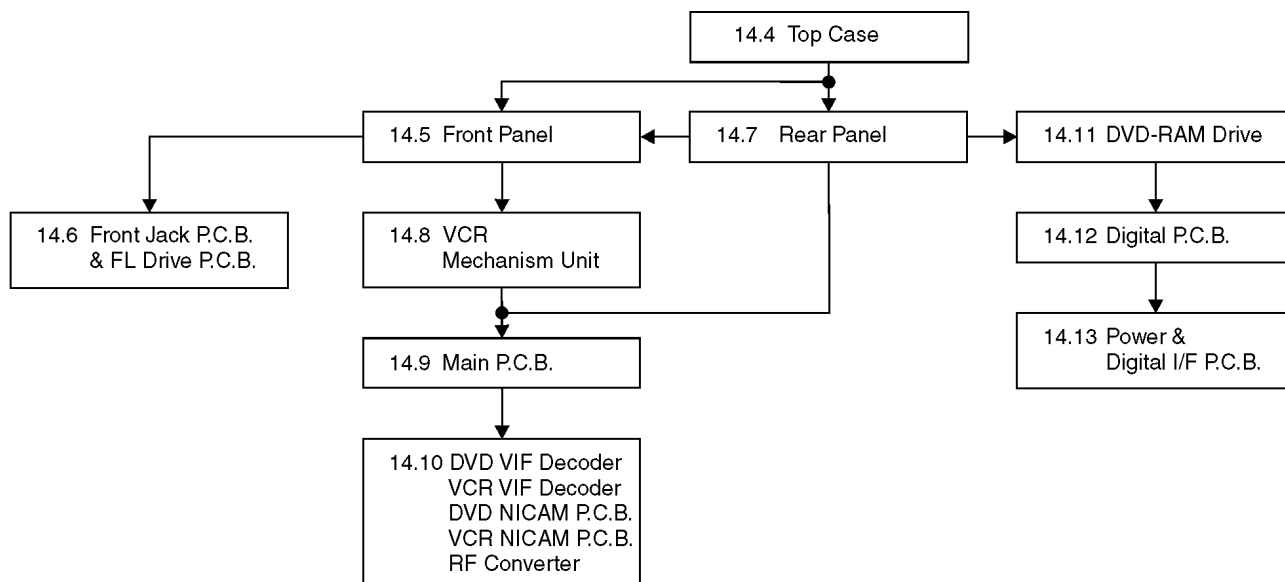 14.4 Top Case
14.5 Front Panel
14.7 Rear Panel
14.11 DVD-RAM Drive
14.6 Front Jack P.C.B.
& FL Drive P.C.B.
14.8 VCR
Mechanism Unit
14.12 Digital P.C.B.
14.9 Main P.C.B.
14.13 Power &
Digital I/F P.C.B.
14.10 DVD VIF Decoder
VCR VIF Decoder
DVD NICAM P.C.B.
VCR NICAM P.C.B.
RF Converter